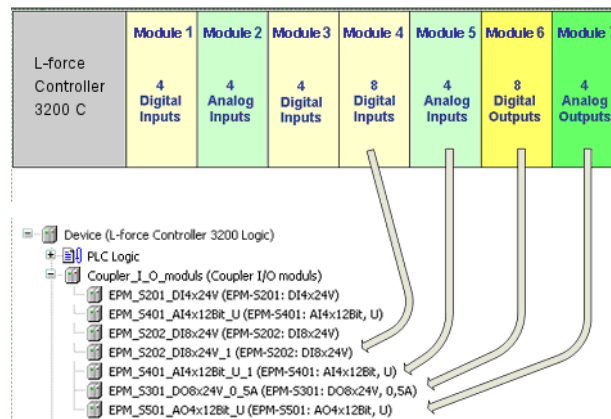 Module 1
Module 2
Module 3
Module 4
Module 5
Module 6
Module
L-force
Controller
3200 C
4
Digital
Inputs
4
Analog
Inputs
4
Digital
Inputs
8
Digital
Inputs
4
Analog
Inputs
8
Digital
Outputs
4
Analog
Outputs
Device (L-force Controller 3200 Logic)
PLC Logic
Coupler_I_O_moduls (Coupler I/O moduls)
EPM_S201_DI4x24V (EPM-S201: DI4x24V)
EPM_S401_AI4x12Bit_U (EPM-S401: AI4x12Bit, U)
EPM_S202_DI8x24V (EPM-S202: DI8x24V)
EPM_S202_DI8x24V_1 (EPM-S202: DI8x24V)
EPM_S401_AI4x12Bit_U_1 (EPM-S401: AI4x12Bit, U)
EPM_S301_DO8x24V_0_5A (EPM-S301: DO8x24V, 0,5A)
EPM_S501_AO4x12Bit_U (EPM-S501: AO4x12Bit, U)